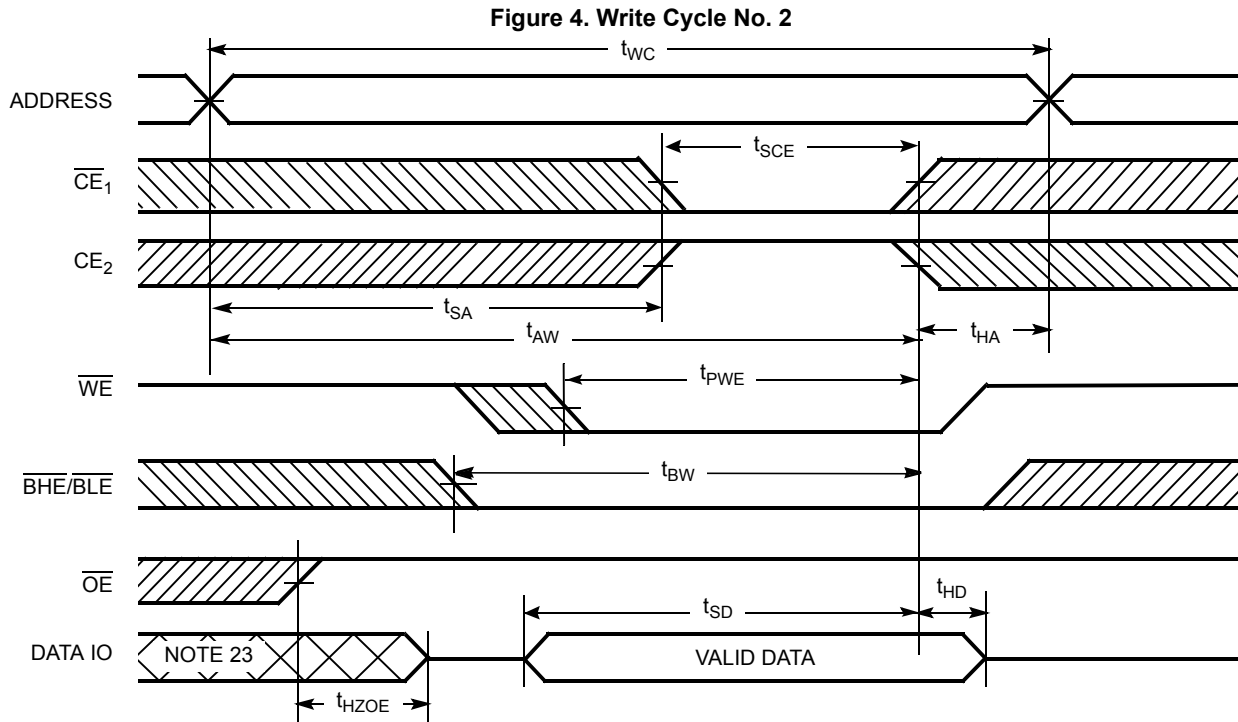 Figure 4. Write Cycle No. 2
tWC
ADDRESS
tSCE
CE1
CE2
tSA
tAW
tHA
tPWE
WE
tBW
BHE/BLE
OE
tHD
tSD
DATA IO
NOTE 23
VALID DATA
tHZOE